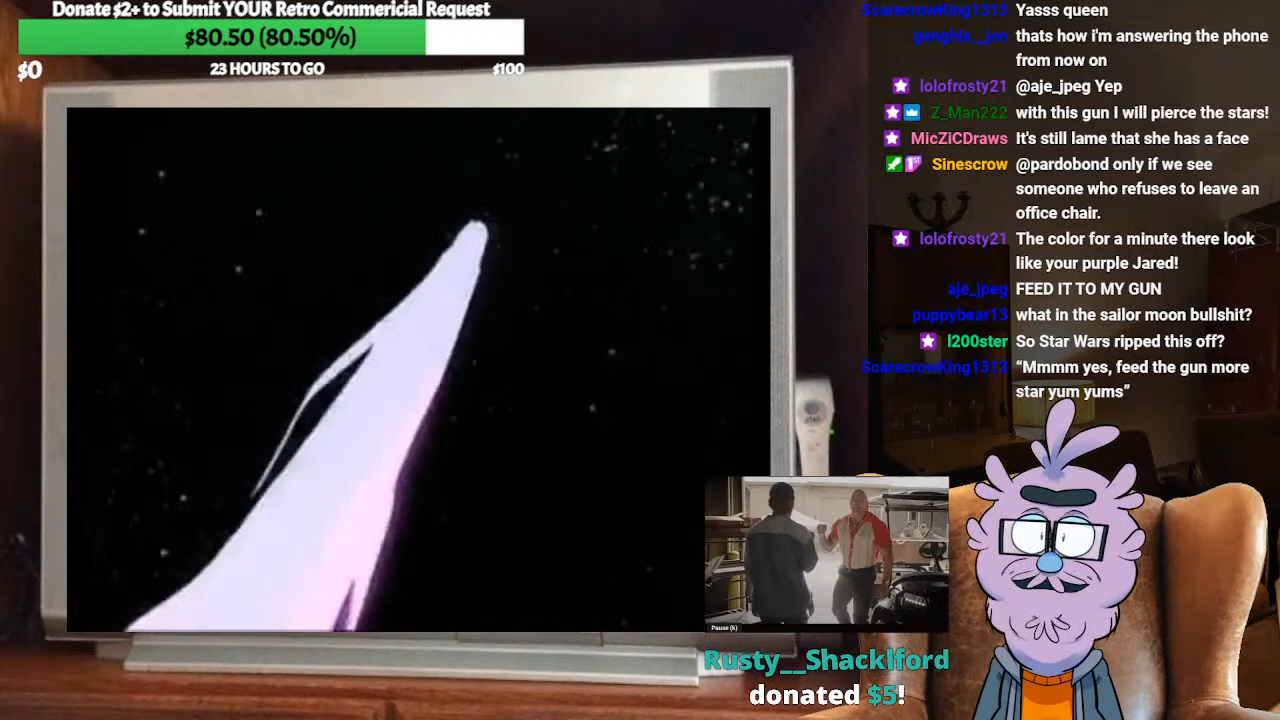 Donate $2+ to Submit YOUR Retro Commericial Request
$80.50 (80.50%)
$0
23 HOURS TO GO
$100
ScarecrowKing1313 Yasss queen
genghis__jon thats how i'm answering the phone
from now on
lolofrosty21 @aje_jpeg Yep
Z_Man222 with this gun I will pierce the stars!
MicZiCDraws It's still lame that she has a face
1ST Sinescrow @pardobond only if we see
someone who refuses to leave an
office chair.
lolofrosty21 The color for a minute there look
like your purple Jared!
aje_jpeg FEED IT TO MY GUN
puppybear13 what in the sailor moon bullshit?
l200ster So Star Wars ripped this off?
ScarecrowKing1313 “Mmmm yes, feed the gun more
star yum yums”
Pause (k)
Rusty__Shacklford
donated $5!